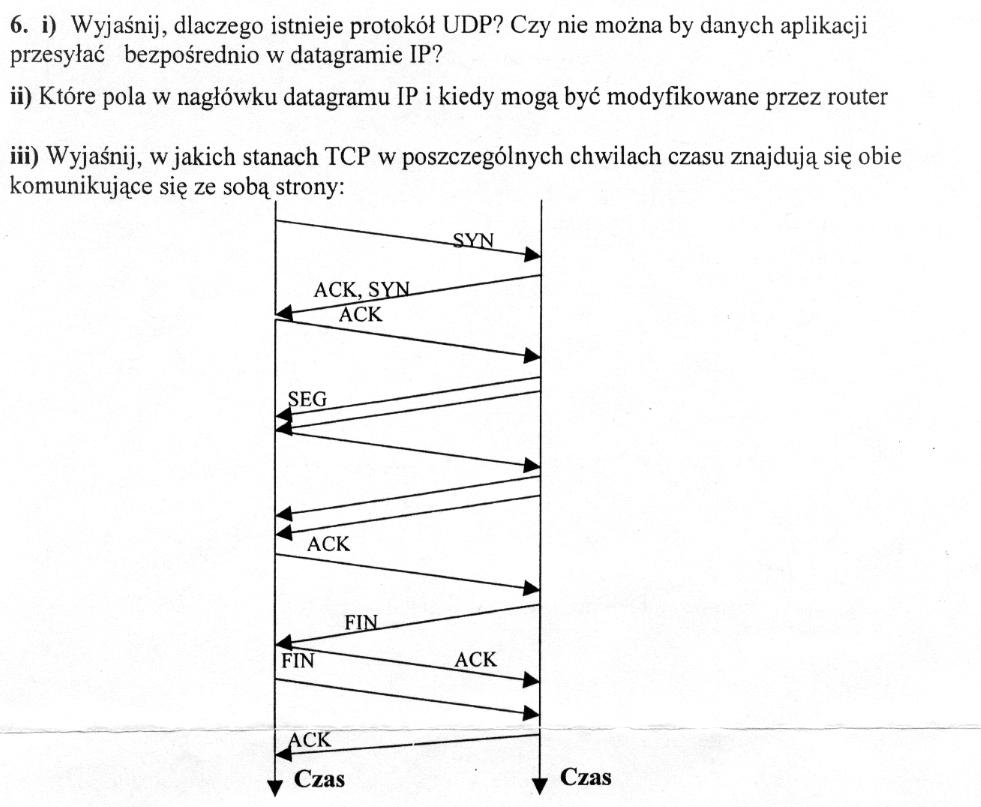 6. i) Wyjaśnij, dlaczego istnieje protokół UDP? Czy nie można by danych aplikacji
przesyłać bezpośrednio w datagramie IP?
ii) Które pola w nagłówku datagramu IP i kiedy mogą być modyfikowane przez router
iii) Wyjaśnij, w jakich stanach TCP w poszczególnych chwilach czasu znajdują się obie
komunikujące się ze sobą strony:
SYN
ACK, SYN
ACK
SEG
ACK
FIN
FIN ACK
ACK
Czas Czas